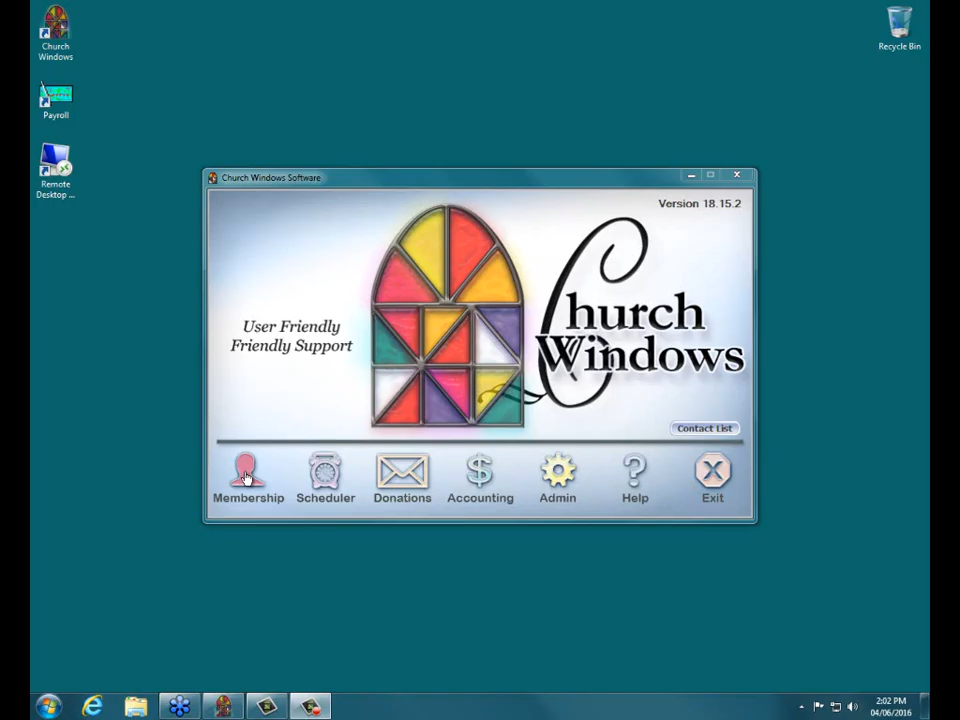 Church
Windows
Payroll
Remote
Desktop ...
Recycle Bin
Church Windows Software
Version 18.15.2
User Friendly
Friendly Support
Church
Windows
Contact List
Membership
Scheduler
Donations
Accounting
Admin
Help
Exit
2:02 PM
04/06/2016